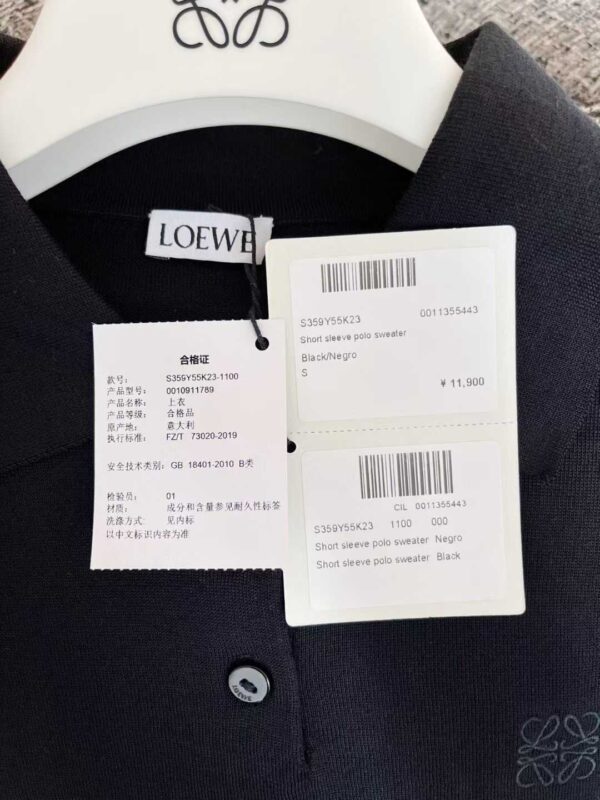 LOEWE
S359Y55K23 0011355443
Short sleeve polo sweater
Black/Negro
S
¥ 11,900
CIL 0011355443
S359Y55K23 1100 000
Short sleeve polo sweater Negro
Short sleeve polo sweater Black
合格证
款号: S359Y55K23-1100
产品型号: 0010911789
产品名称: 上衣
产品等级: 合格品
原产地: 意大利
执行标准: FZ/T 73020-2019
安全技术类别: GB 18401-2010 B类
检验员: 01
材质: 成分和含量参见耐久性标签
洗涤方式: 见内标
以中文标识内容为准
LOEWE